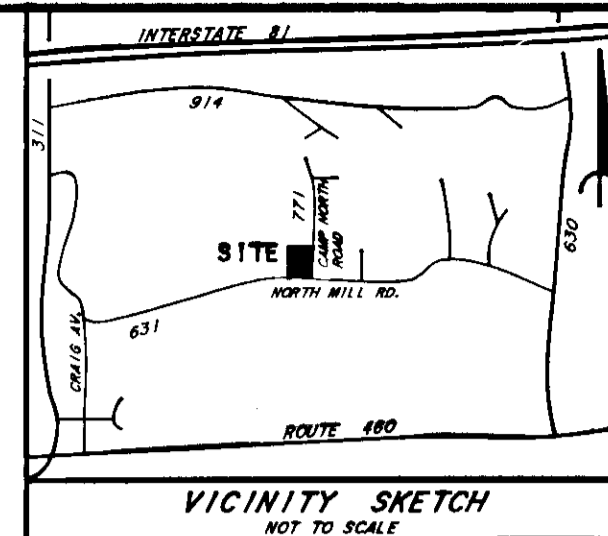 INTERSTATE 81
914
311
771
CAMP NORTH
ROAD
SITE
630
NORTH MILL RD.
631
CRAIG AV.
ROUTE 460
VICINITY SKETCH
NOT TO SCALE